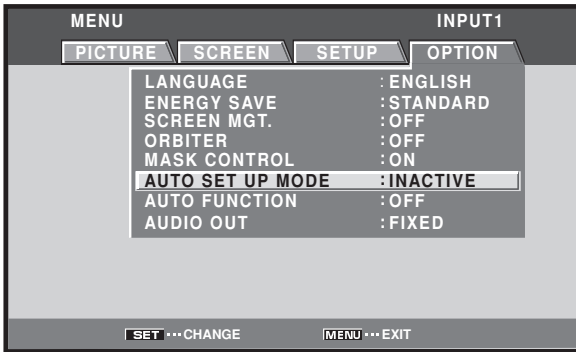 MENU INPUT1
PICTURE SCREEN SETUP OPTION
LANGUAGE :ENGLISH
ENERGY SAVE :STANDARD
SCREEN MGT. :OFF
ORBITER :OFF
MASK CONTROL :ON
AUTO SET UP MODE :INACTIVE
AUTO FUNCTION :OFF
AUDIO OUT :FIXED
SET ··· CHANGE MENU ··· EXIT